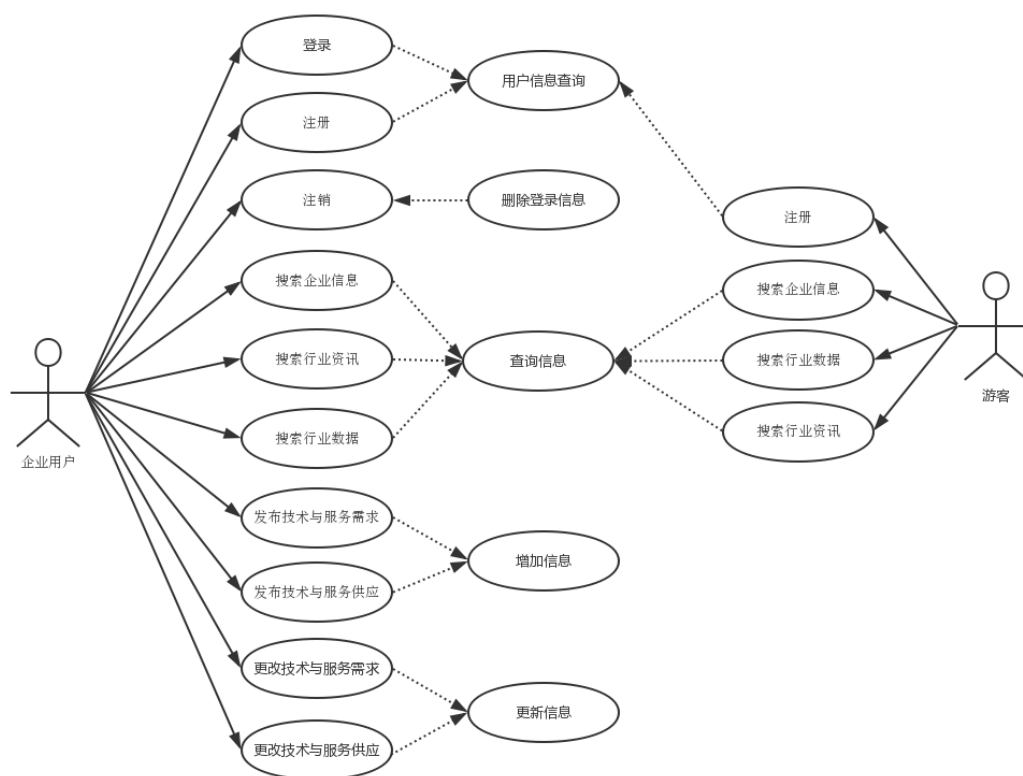 登录
用户信息查询
注册
注销
删除登录信息
注册
搜索企业信息
搜索企业信息
搜索行业资讯
查询信息
搜索行业数据
游客
搜索行业数据
搜索行业资讯
企业用户
发布技术与服务需求
增加信息
发布技术与服务供应
更改技术与服务需求
更新信息
更改技术与服务供应